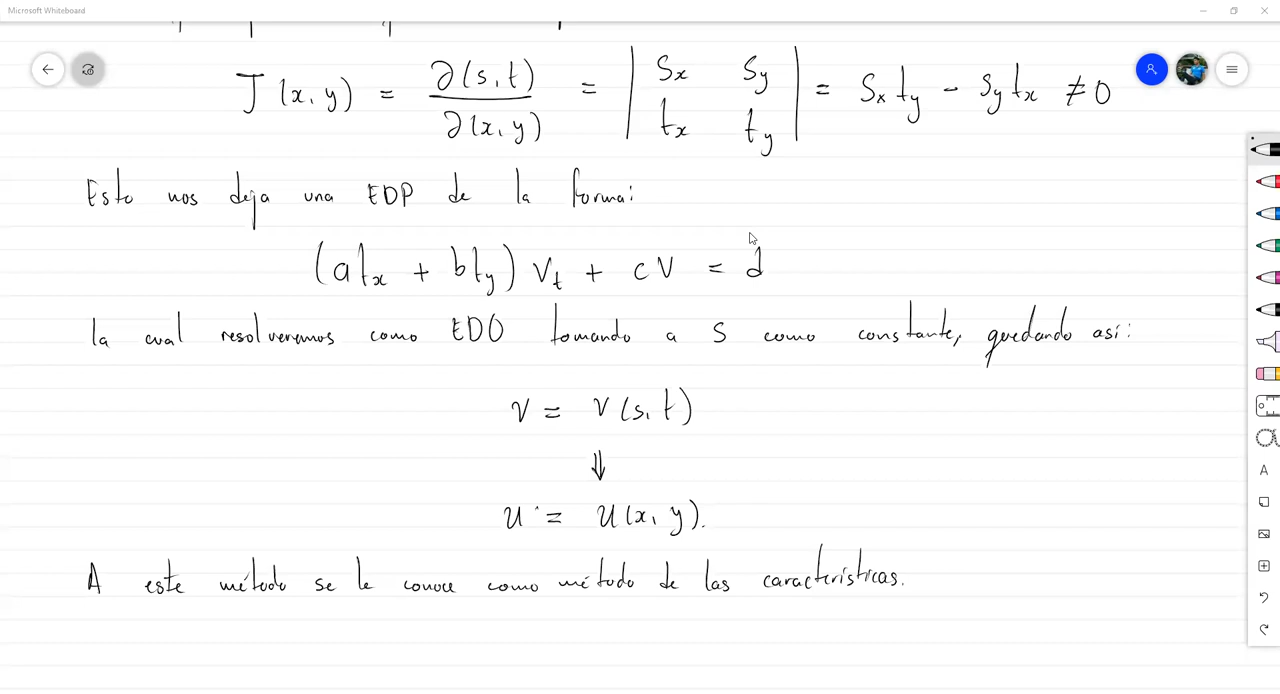 Microsoft Whiteboard
J(x, y) = ∂(s, t) / ∂(x, y) = | Sx Sy ; tx ty | = Sx ty - Sy tx ≠ 0
Esto nos deja una EDP de la forma:
(atx + bty) Vt + cV = d
la cual resolveremos como EDO tomando a S como constante, quedando así:
V = V(s, t)
⇓
u = u(x, y).
A este método se le conoce como método de las características.